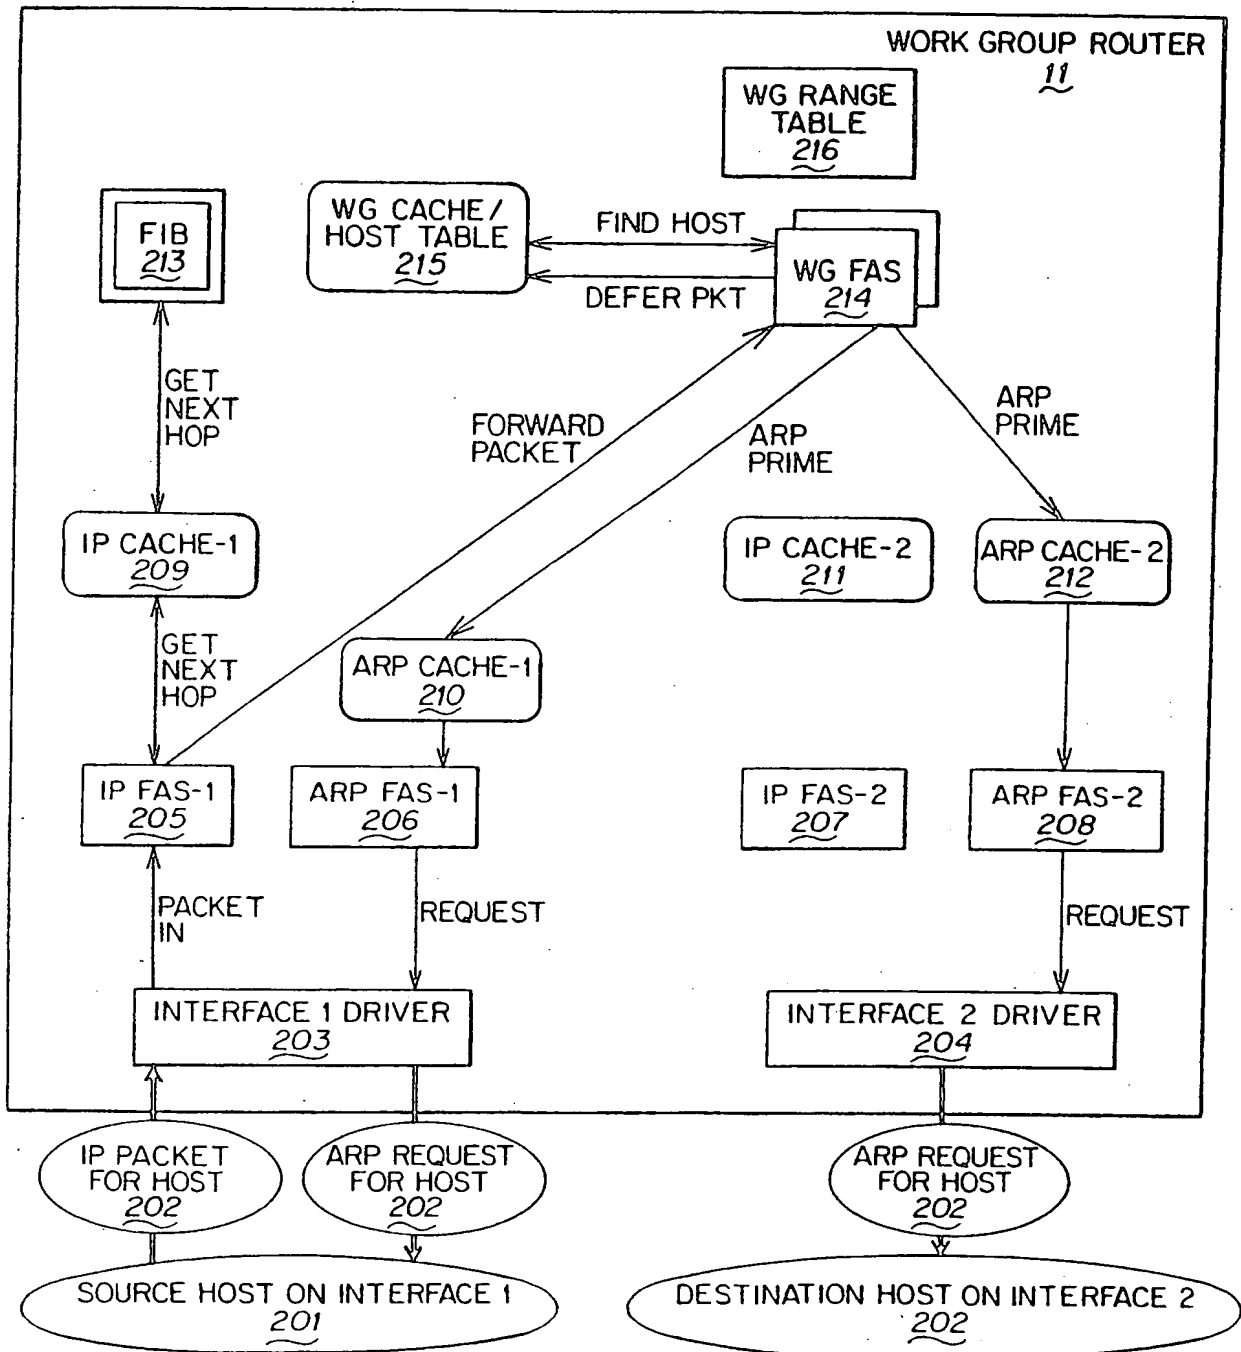 WORK GROUP ROUTER
11
WG RANGE
TABLE
216
WG CACHE/
HOST TABLE
215
FIND HOST
DEFER PKT
WG FAS
214
FIB
213
GET
NEXT
HOP
FORWARD
PACKET
ARP
PRIME
ARP
PRIME
IP CACHE-1
209
IP CACHE-2
211
ARP CACHE-2
212
GET
NEXT
HOP
ARP CACHE-1
210
IP FAS-1
205
ARP FAS-1
206
IP FAS-2
207
ARP FAS-2
208
PACKET
IN
REQUEST
REQUEST
INTERFACE 1 DRIVER
203
INTERFACE 2 DRIVER
204
IP PACKET
FOR HOST
202
ARP REQUEST
FOR HOST
202
ARP REQUEST
FOR HOST
202
SOURCE HOST ON INTERFACE 1
201
DESTINATION HOST ON INTERFACE 2
202